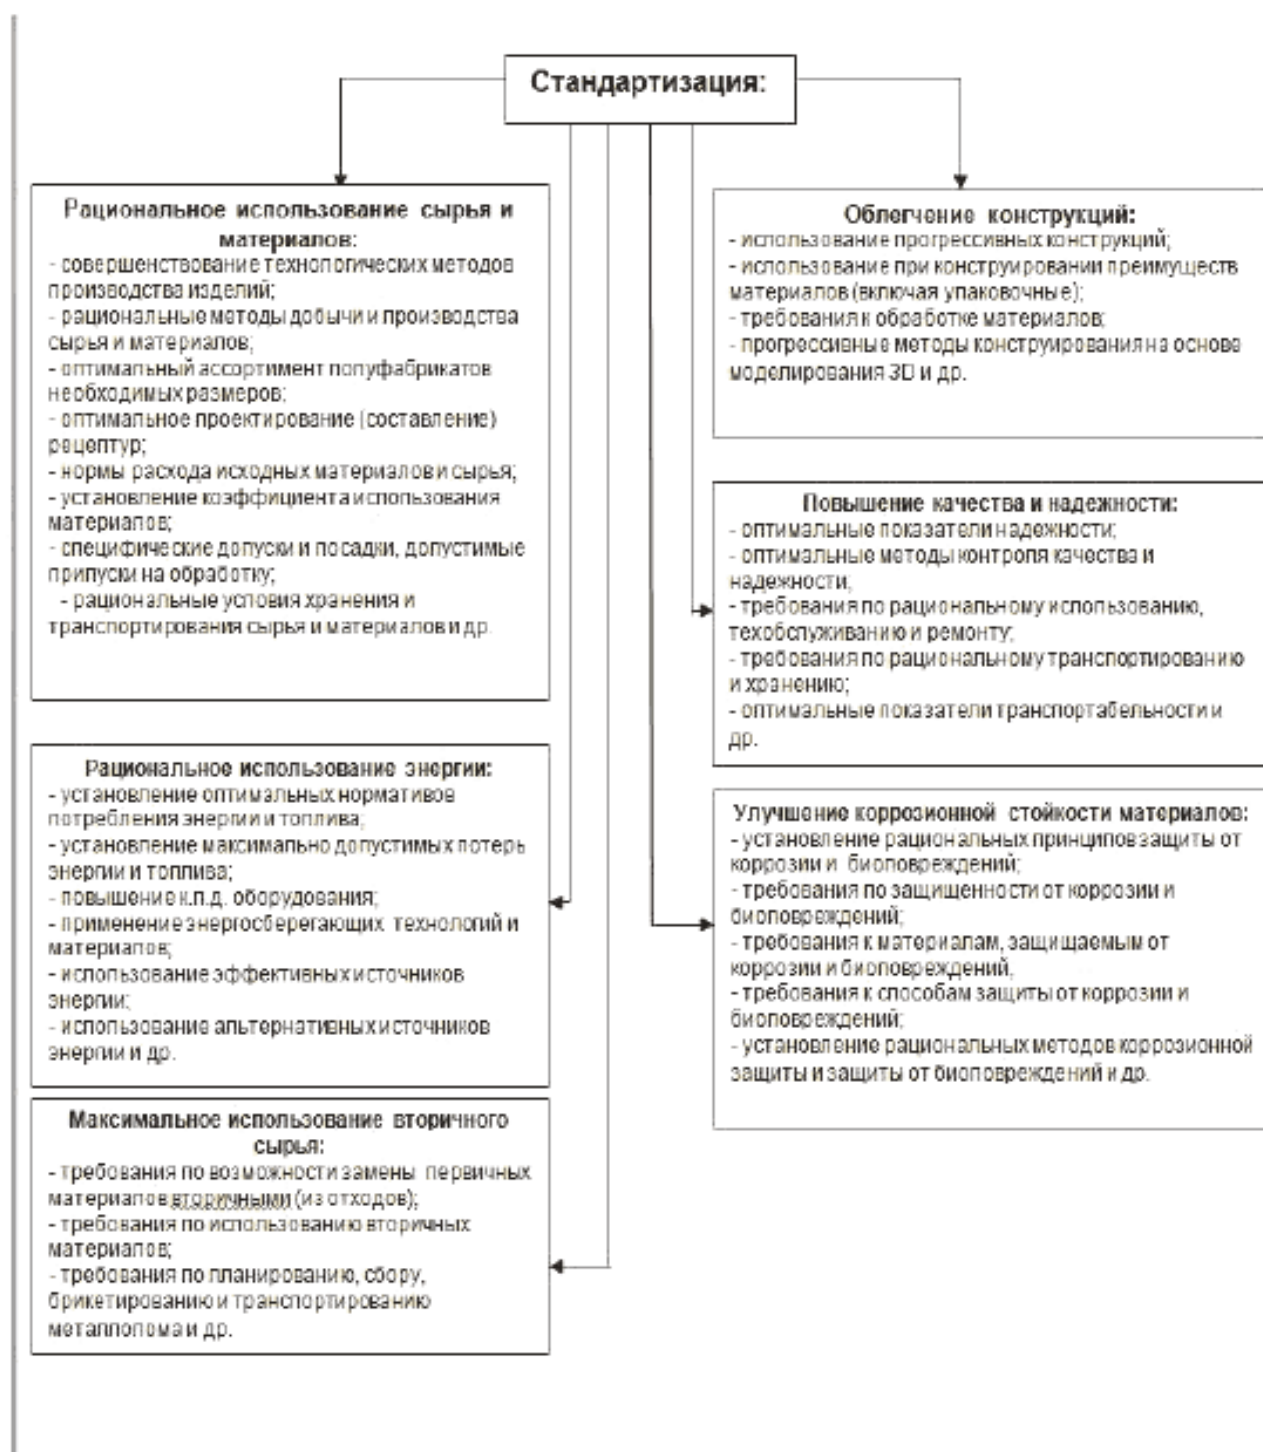 Стандартизация:
Рациональное использование сырья и
материалов:
- совершенствование технологических методов
производства изделий;
- рациональные методы добычи и производства
сырья и материалов;
- оптимальный ассортимент полуфабрикатов
необходимых размеров;
- оптимальное проектирование (составление)
рецептур;
- нормы расхода исходных материалов и сырья;
- установление коэффициента использования
материалов;
- специфические допуски и посадки, допустимые
припуски на обработку;
- рациональные условия хранения и
транспортирования сырья и материалов и др.
Рациональное использование энергии:
- установление оптимальных нормативов
потребления энергии и топлива;
- установление максимально допустимых потерь
энергии и топлива;
- повышение к.п.д. оборудования;
- применение энергосберегающих технологий и
материалов;
- использование эффективных источников
энергии;
- использование альтернативных источников
энергии и др.
Максимальное использование вторичного
сырья:
- требования по возможности замены первичных
материалов вторичными (из отходов);
- требования по использованию вторичных
материалов;
- требования по планированию, сбору,
брикетированию и транспортированию
металлолома и др.
Облегчение конструкций:
- использование прогрессивных конструкций;
- использование при конструировании преимуществ
материалов (включая упаковочные);
- требования к обработке материалов;
- прогрессивные методы конструирования на основе
моделирования 3D и др.
Повышение качества и надежности:
- оптимальные показатели надежности;
- оптимальные методы контроля качества и
надежности;
- требования по рациональному использованию,
техобслуживанию и ремонту;
- требования по рациональному транспортированию
и хранению;
- оптимальные показатели транспортабельности и
др.
Улучшение коррозионной стойкости материалов:
- установление рациональных принципов защиты от
коррозии и биоповреждений;
- требования по защищенности от коррозии и
биоповреждений;
- требования к материалам, защищаемым от
коррозии и биоповреждений,
- требования к способам защиты от коррозии и
биоповреждений;
- установление рациональных методов коррозионной
защиты и защиты от биоповреждений и др.